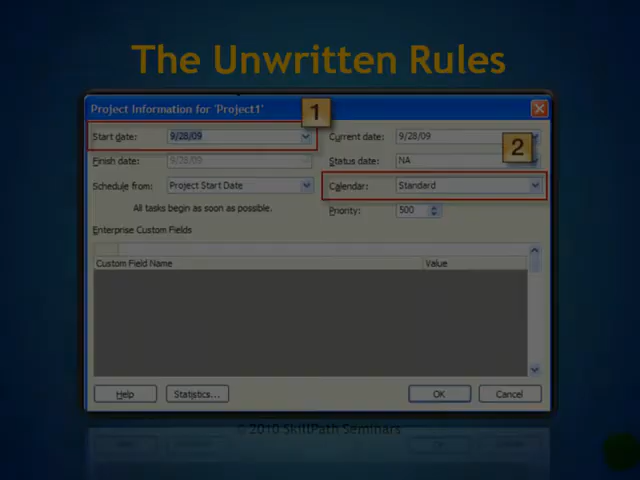 The Unwritten Rules
Project Information for 'Project1'
1
Start date: 9/28/09
Current date: 9/28/09
2
Finish date: 9/28/09
Status date: NA
Schedule from: Project Start Date
Calendar: Standard
All tasks begin as soon as possible.
Priority: 500
Enterprise Custom Fields
Custom Field Name Value
Help Statistics... OK Cancel
© 2010 SkillPath Seminars